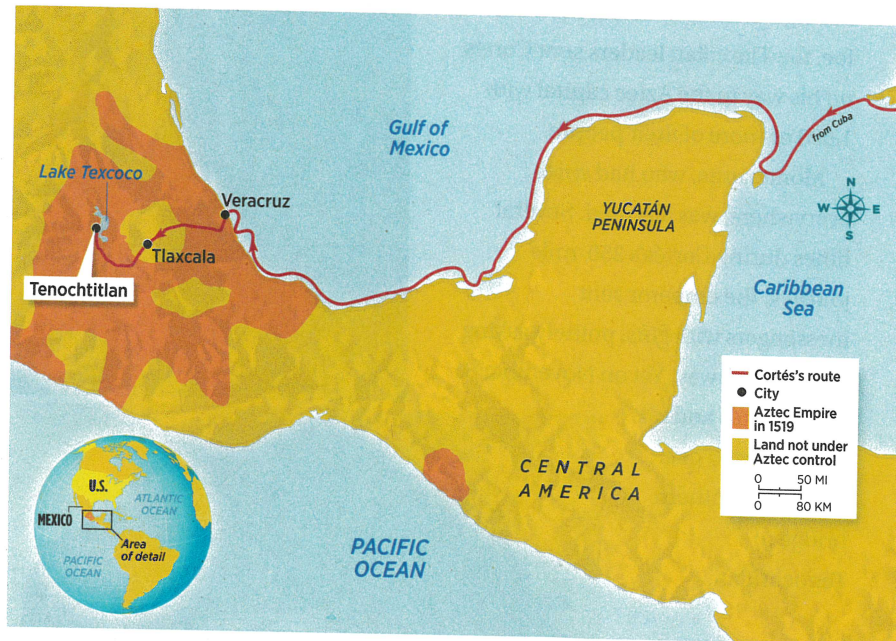 Gulf of
Mexico
from Cuba
Lake Texcoco
Veracruz
Tlaxcala
Tenochtitlan
YUCATÁN
PENINSULA
N
W E
S
Caribbean
Sea
Cortés's route
City
Aztec Empire
in 1519
Land not under
Aztec control
0 50 MI
0 80 KM
CENTRAL
AMERICA
PACIFIC
OCEAN
U.S.
ATLANTIC
OCEAN
MEXICO
Area
of detail
PACIFIC
OCEAN